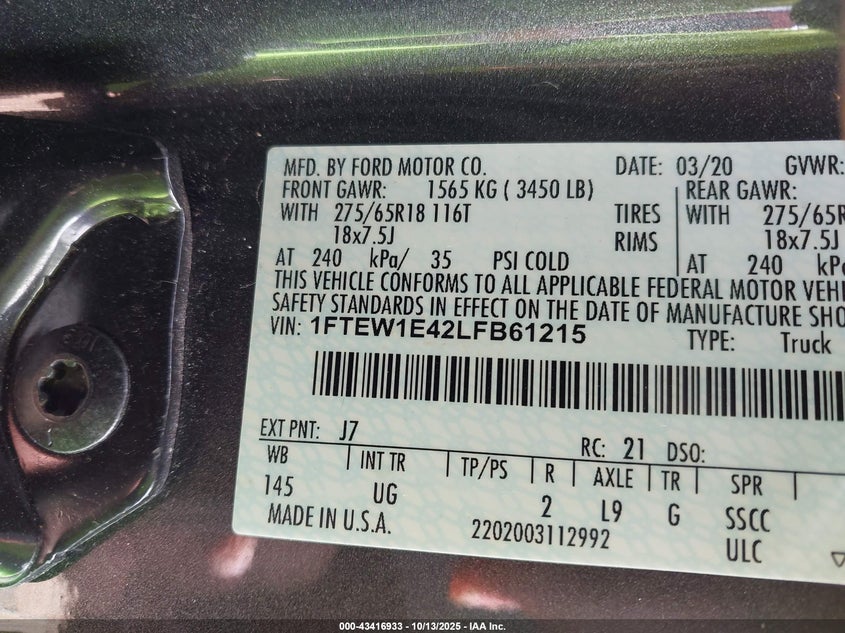 MFD. BY FORD MOTOR CO. DATE: 03/20 GVWR:
FRONT GAWR: 1565 KG ( 3450 LB) REAR GAWR:
WITH 275/65R18 116T TIRES WITH 275/65R
18x7.5J RIMS 18x7.5J
AT 240 kPa/ 35 PSI COLD AT 240 kPa
THIS VEHICLE CONFORMS TO ALL APPLICABLE FEDERAL MOTOR VEHI
SAFETY STANDARDS IN EFFECT ON THE DATE OF MANUFACTURE SHO
VIN: 1FTEW1E42LFB61215 TYPE: Truck
EXT PNT: J7 RC: 21 DSO:
WB INT TR TP/PS R AXLE TR SPR
145 UG 2 L9 G SSCC
MADE IN U.S.A. 2202003112992 ULC
000-43416933 - 10/13/2025 - IAA Inc.